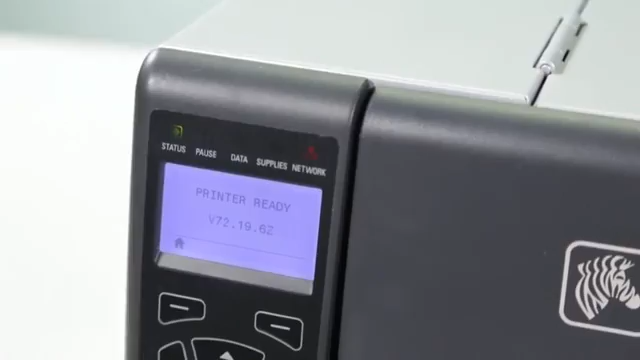 STATUS PAUSE DATA SUPPLIES NETWORK
PRINTER READY
V72.19.6Z